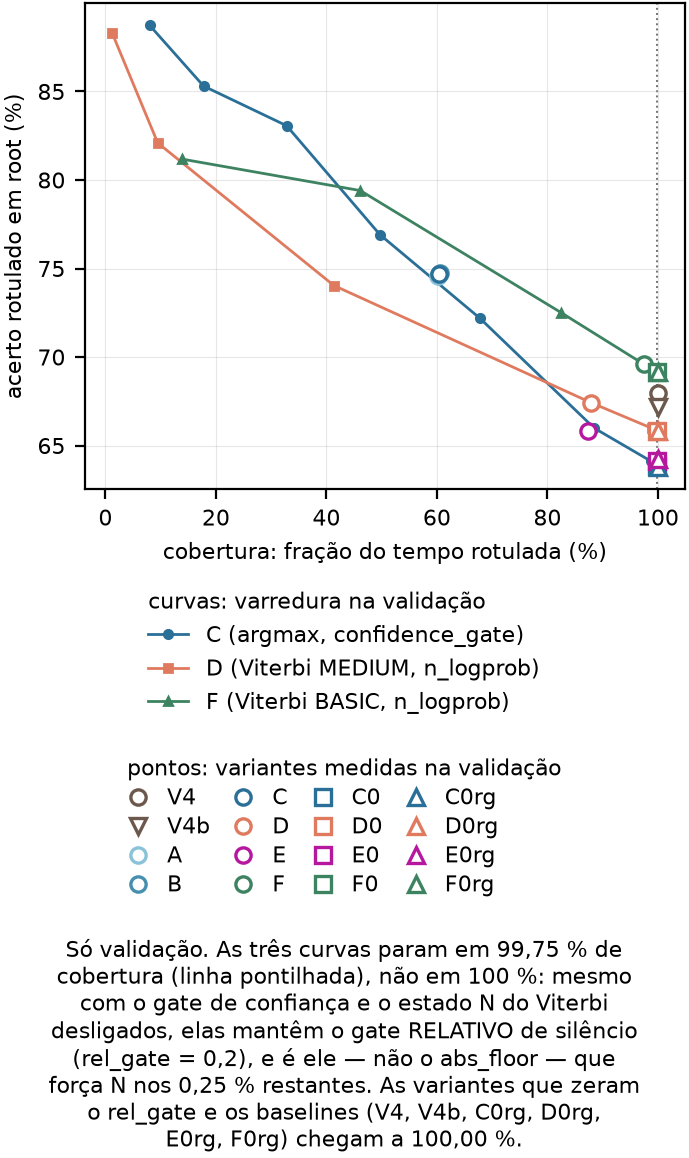 acerto rotulado em root (%)
85
80
75
70
65
0
20
40
60
80
100
cobertura: fração do tempo rotulada (%)
curvas: varredura na validação
C (argmax, confidence_gate)
D (Viterbi MEDIUM, n_logprob)
F (Viterbi BASIC, n_logprob)
pontos: variantes medidas na validação
V4 C C0 C0rg
V4b D D0 D0rg
A E E0 E0rg
B F F0 F0rg
Só validação. As três curvas param em 99,75 % de
cobertura (linha pontilhada), não em 100 %: mesmo
com o gate de confiança e o estado N do Viterbi
desligados, elas mantêm o gate RELATIVO de silêncio
(rel_gate = 0,2), e é ele — não o abs_floor — que
força N nos 0,25 % restantes. As variantes que zeram
o rel_gate e os baselines (V4, V4b, C0rg, D0rg,
E0rg, F0rg) chegam a 100,00 %.